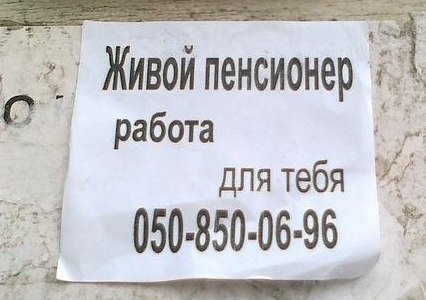 Живой пенсионер
работа
для тебя
050-850-06-96